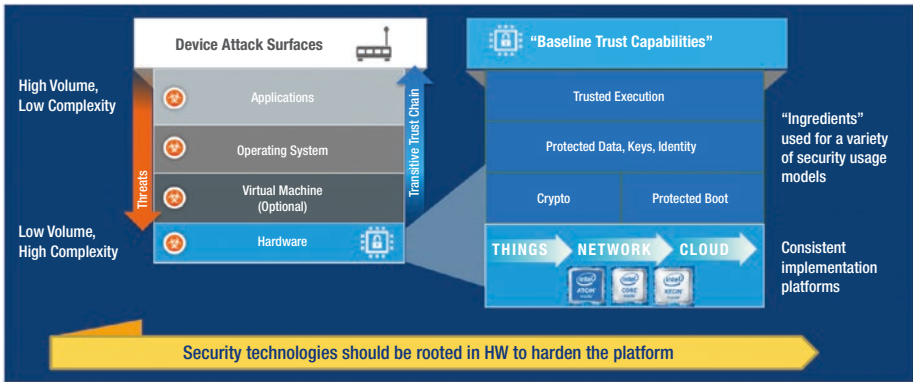 Device Attack Surfaces
"Baseline Trust Capabilities"
High Volume,
Low Complexity
Applications
Operating System
Virtual Machine
(Optional)
Hardware
Low Volume,
High Complexity
Threats
Transitive Trust Chain
Trusted Execution
Protected Data, Keys, Identity
Crypto
Protected Boot
THINGS
NETWORK
CLOUD
intel
ATOM
inside
intel
CORE
inside
intel
XEON
inside
"Ingredients"
used for a variety
of security usage
models
Consistent
implementation
platforms
Security technologies should be rooted in HW to harden the platform